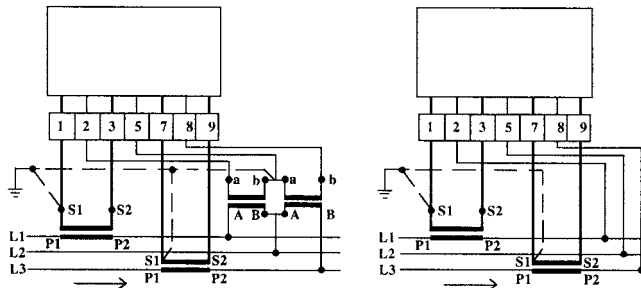 1 2 3 5 7 8 9
a b a b
S1 S2
A B A B
L1 P1 P2
L2
S1 S2
L3
P1 P2
1 2 3 5 7 8 9
S1 S2
L1
P1 P2
L2
S1 S2
L3
P1 P2